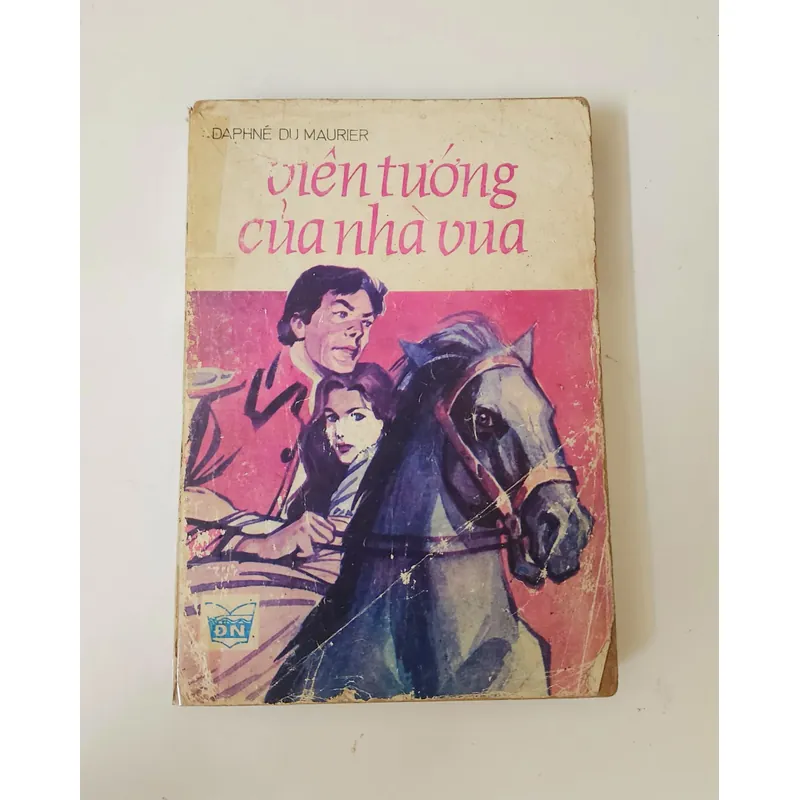 DAPHNÉ DU MAURIER
viên tướng
của nhà vua
ĐN